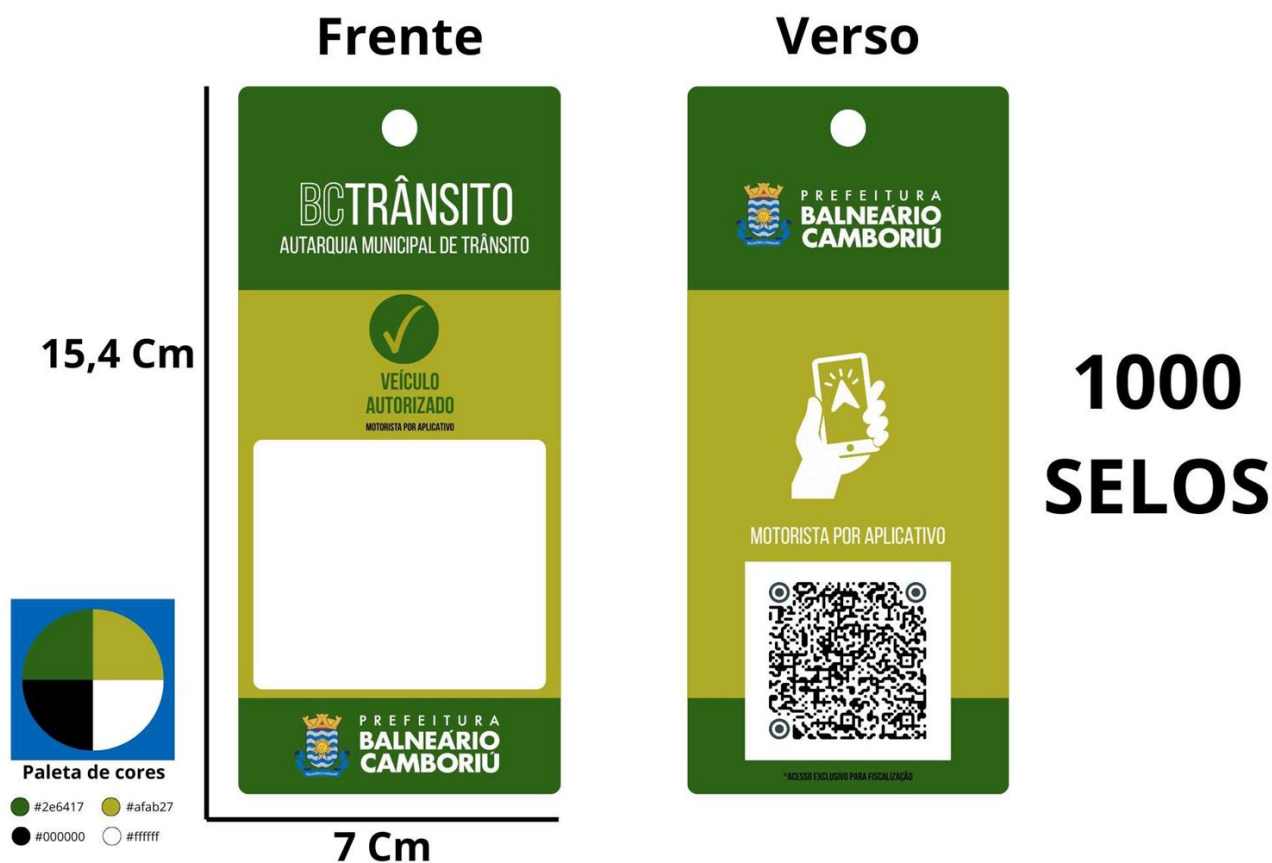 Frente
Verso
BCTRÂNSITO
AUTARQUIA MUNICIPAL DE TRÂNSITO
VEÍCULO
AUTORIZADO
MOTORISTA POR APLICATIVO
PREFEITURA
BALNEÁRIO
CAMBORIÚ
15,4 Cm
7 Cm
PREFEITURA
BALNEÁRIO
CAMBORIÚ
MOTORISTA POR APLICATIVO
*ACESSO EXCLUSIVO PARA FISCALIZAÇÃO
1000
SELOS
Paleta de cores
#2e6417 #afab27
#000000 #ffffff